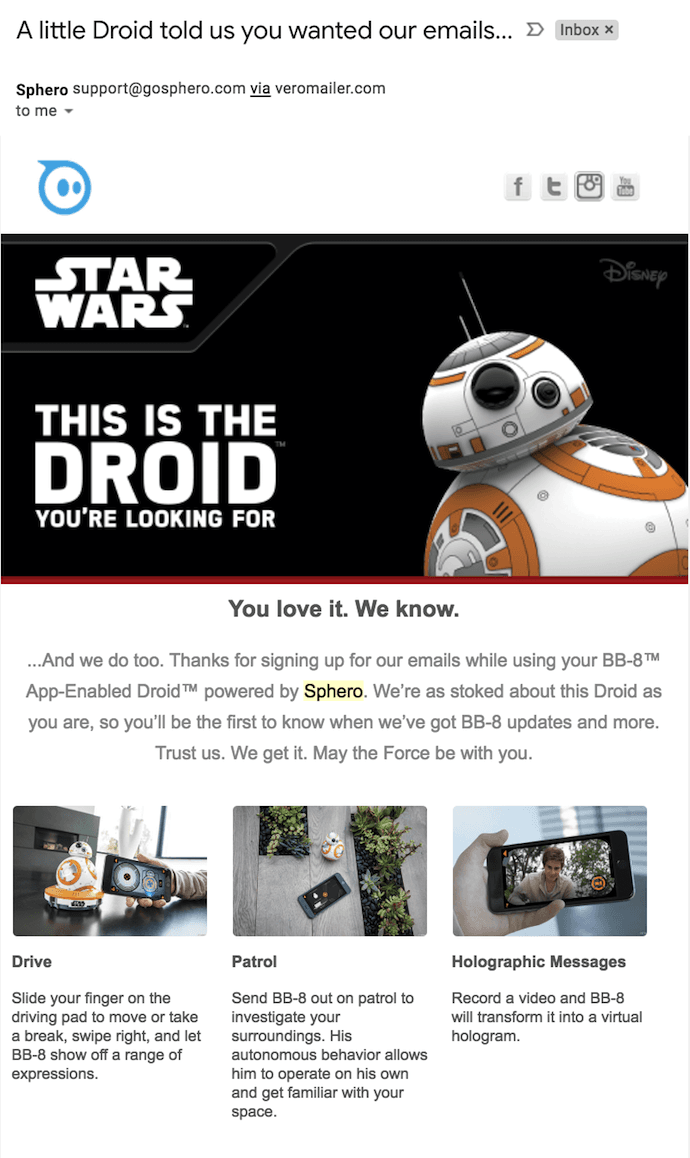 A little Droid told us you wanted our emails...
Inbox ×
Sphero support@gosphero.com via veromailer.com
to me
f t You Tube
STAR WARS
Disney
THIS IS THE
DROID™
YOU'RE LOOKING FOR
You love it. We know.
...And we do too. Thanks for signing up for our emails while using your BB-8™
App-Enabled Droid™ powered by Sphero. We're as stoked about this Droid as
you are, so you'll be the first to know when we've got BB-8 updates and more.
Trust us. We get it. May the Force be with you.
Drive
Slide your finger on the
driving pad to move or take
a break, swipe right, and let
BB-8 show off a range of
expressions.
Patrol
Send BB-8 out on patrol to
investigate your
surroundings. His
autonomous behavior allows
him to operate on his own
and get familiar with your
space.
Holographic Messages
Record a video and BB-8
will transform it into a virtual
hologram.